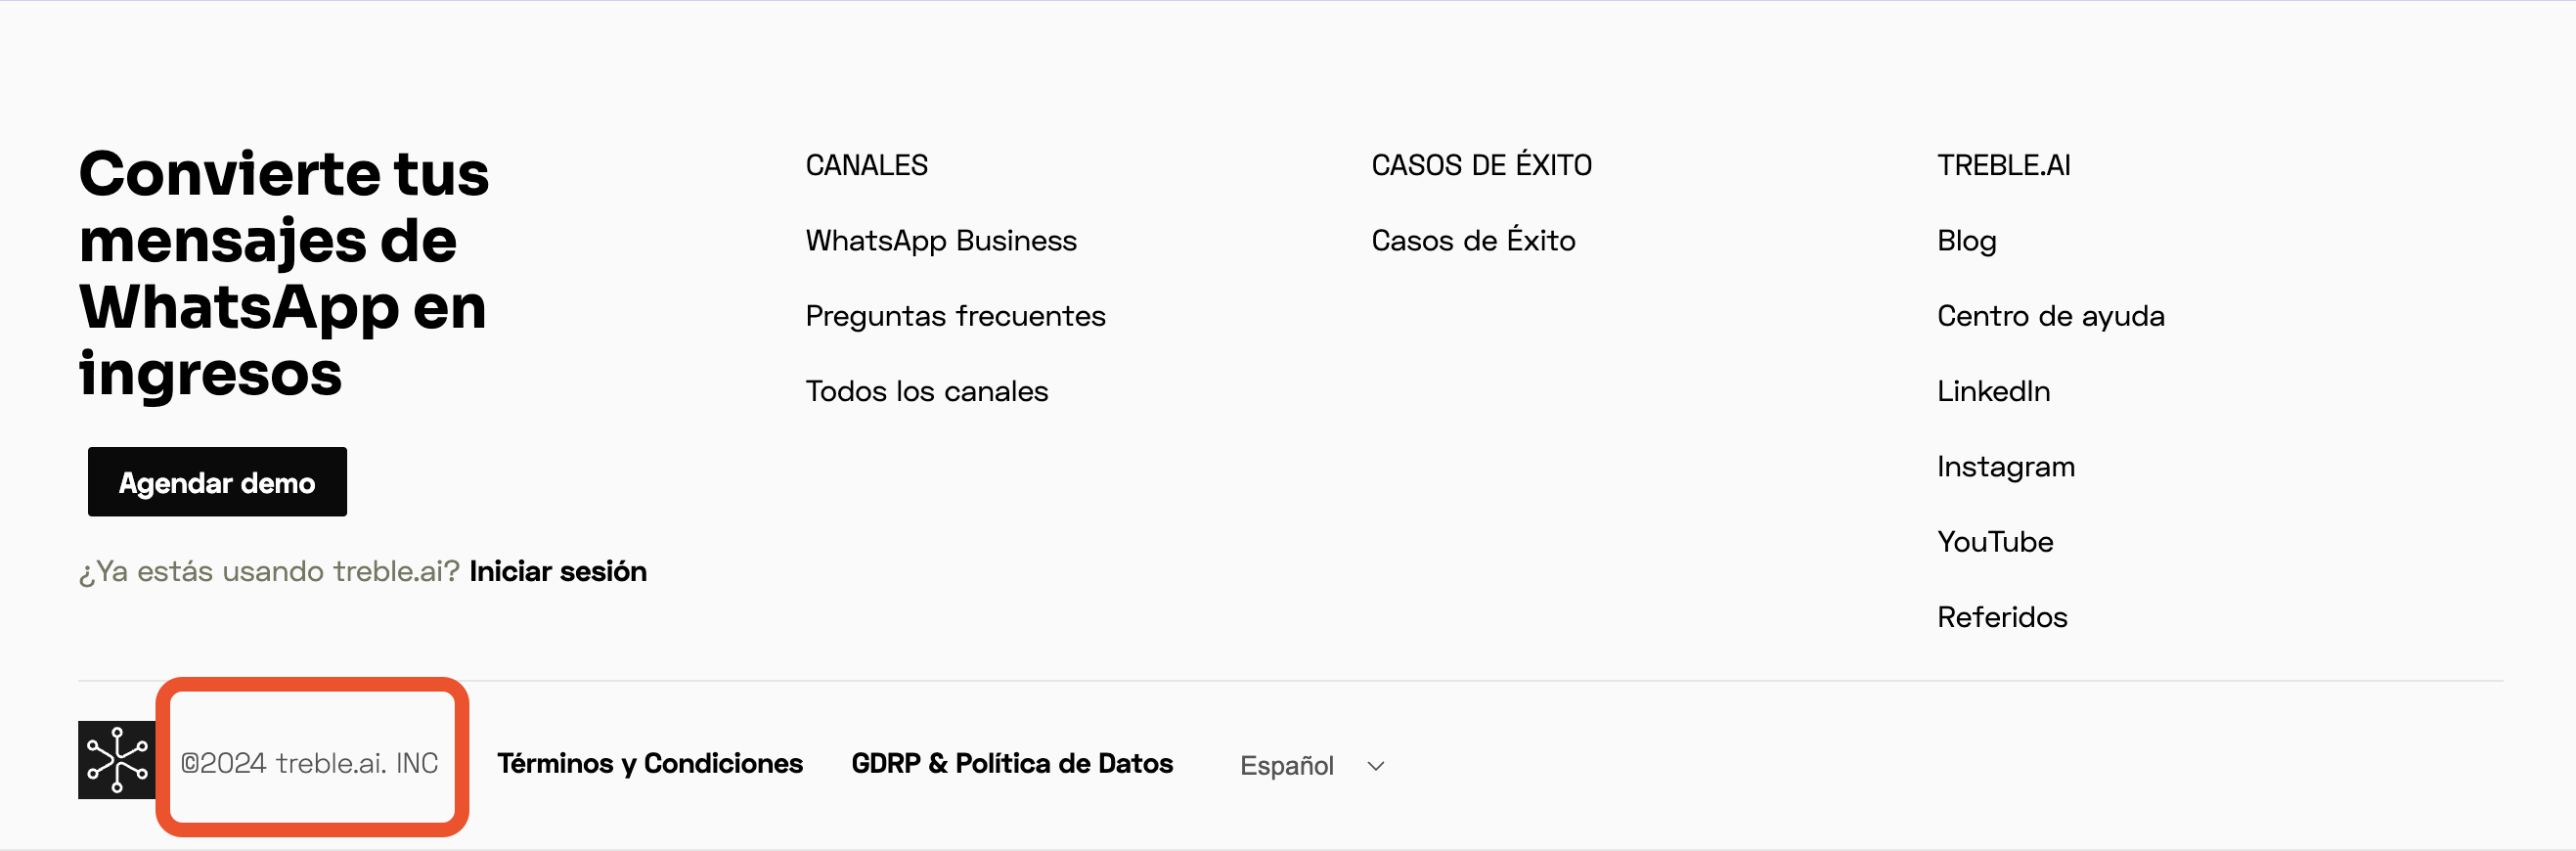 Convierte tus
mensajes de
WhatsApp en
ingresos
Agendar demo
¿Ya estás usando treble.ai? Iniciar sesión
CANALES
WhatsApp Business
Preguntas frecuentes
Todos los canales
CASOS DE ÉXITO
Casos de Éxito
TREBLE.AI
Blog
Centro de ayuda
LinkedIn
Instagram
YouTube
Referidos
©2024 treble.ai. INC
Términos y Condiciones
GDRP & Política de Datos
Español